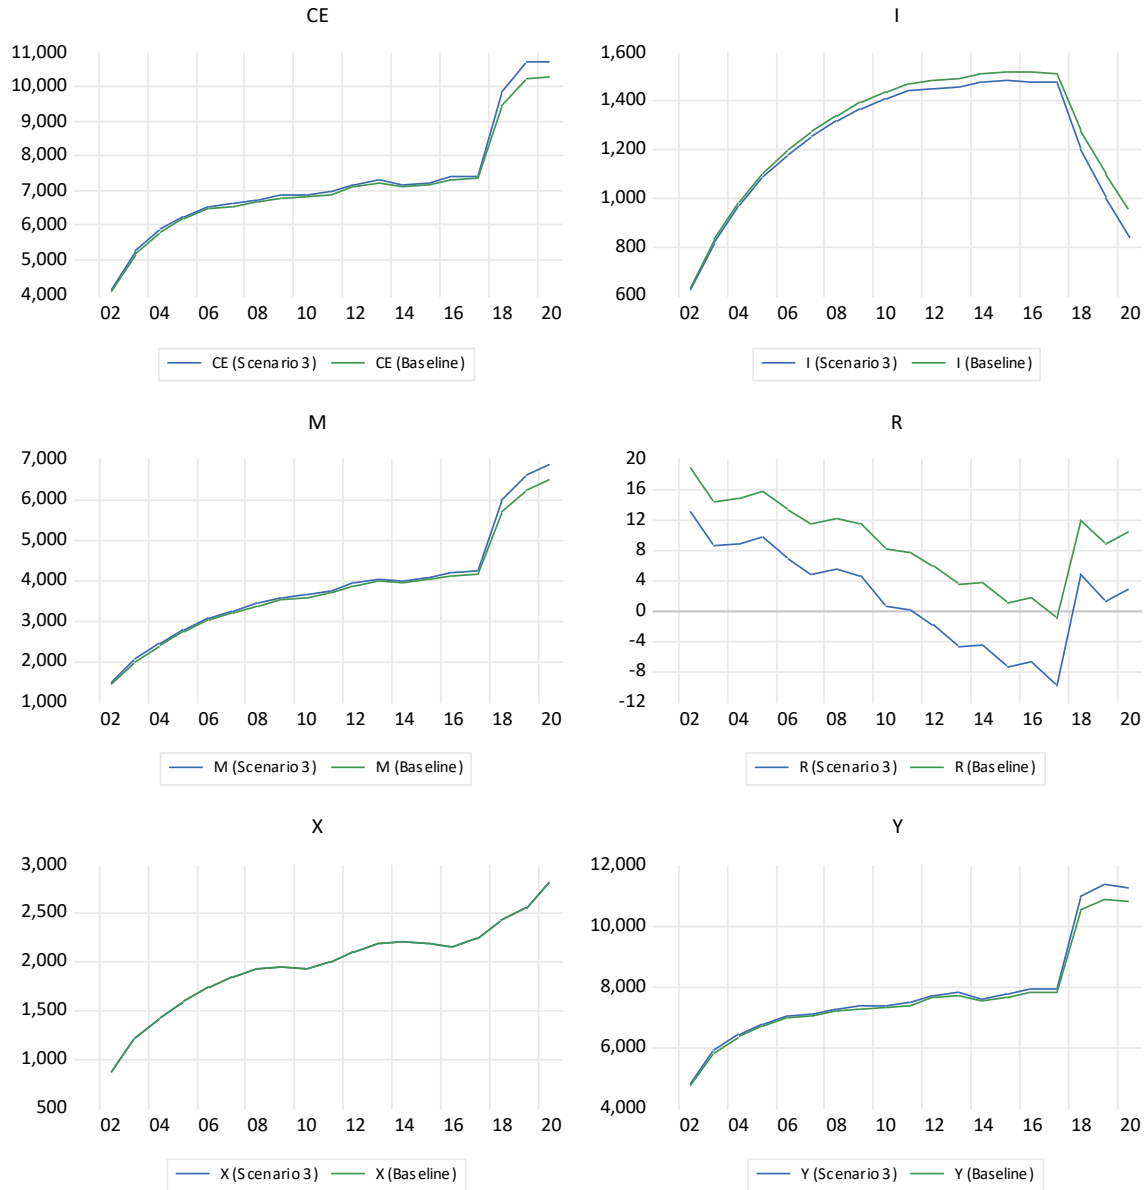 CE
11,000
10,000
9,000
8,000
7,000
6,000
5,000
4,000
02 04 06 08 10 12 14 16 18 20
CE (Scenario 3) CE (Baseline)
I
1,600
1,400
1,200
1,000
800
600
02 04 06 08 10 12 14 16 18 20
I (Scenario 3) I (Baseline)
M
7,000
6,000
5,000
4,000
3,000
2,000
1,000
02 04 06 08 10 12 14 16 18 20
M (Scenario 3) M (Baseline)
R
20
16
12
8
4
0
-4
-8
-12
02 04 06 08 10 12 14 16 18 20
R (Scenario 3) R (Baseline)
X
3,000
2,500
2,000
1,500
1,000
500
02 04 06 08 10 12 14 16 18 20
X (Scenario 3) X (Baseline)
Y
12,000
10,000
8,000
6,000
4,000
02 04 06 08 10 12 14 16 18 20
Y (Scenario 3) Y (Baseline)